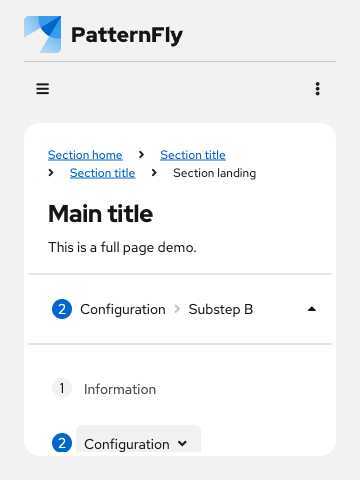 PatternFly
Section home Section title
Section title Section landing
Main title
This is a full page demo.
2 Configuration Substep B
1 Information
2 Configuration